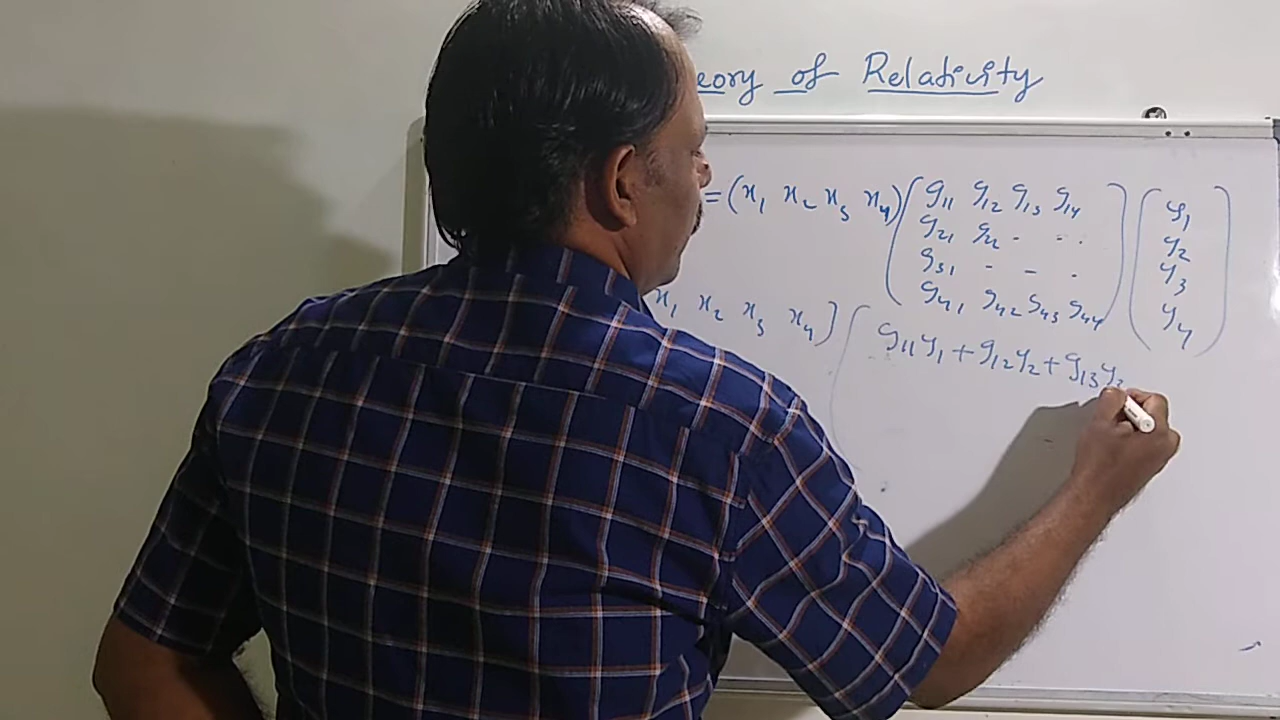 eory of Relativity
= (x₁ x₂ x₃ x₄) ( g₁₁ g₁₂ g₁₃ g₁₄ ) ( y₁ )
g₂₁ g₂₂ - - . y₂
g₃₁ - - . y₃
g₄₁ g₄₂ g₄₃ g₄₄ y₄
x₁ x₂ x₃ x₄ ) ( g₁₁y₁ + g₁₂y₂ + g₁₃y₃